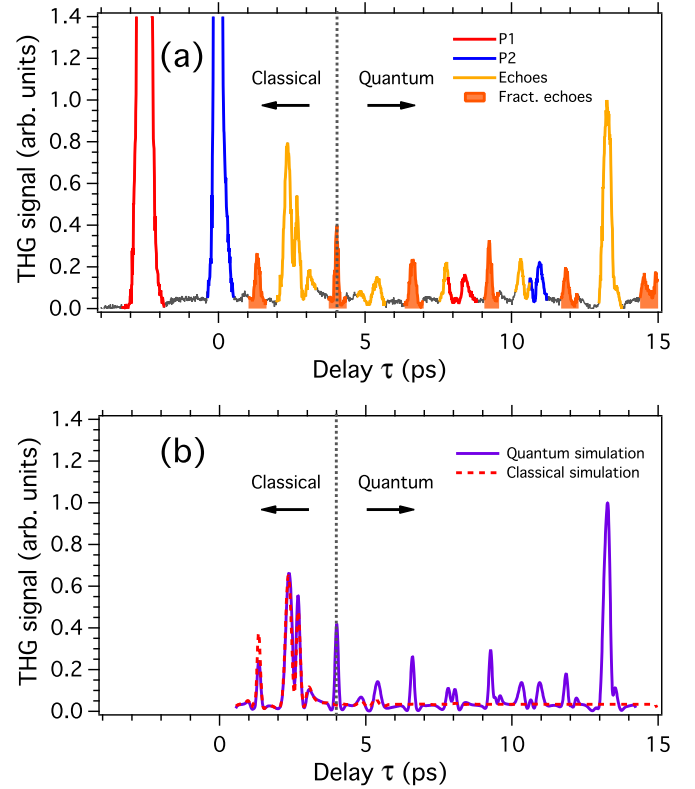 1.4
1.2
1.0
0.8
0.6
0.4
0.2
0.0
THG signal (arb. units)
(a)
Classical
Quantum
P1
P2
Echoes
Fract. echoes
0 5 10 15
Delay τ (ps)
1.4
1.2
1.0
0.8
0.6
0.4
0.2
0.0
THG signal (arb. units)
(b)
Classical
Quantum
Quantum simulation
Classical simulation
0 5 10 15
Delay τ (ps)